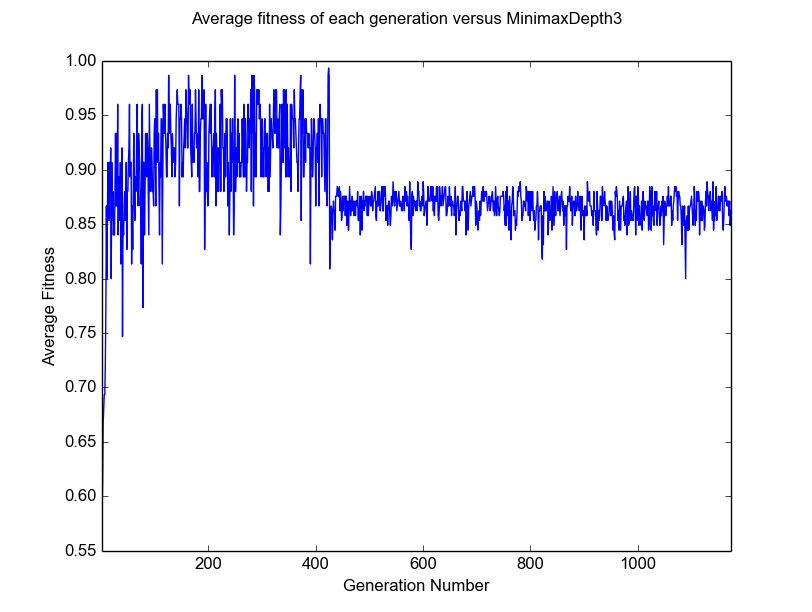 Average fitness of each generation versus MinimaxDepth3
1.00
0.95
0.90
0.85
0.80
0.75
0.70
0.65
0.60
0.55
Average Fitness
200 400 600 800 1000
Generation Number